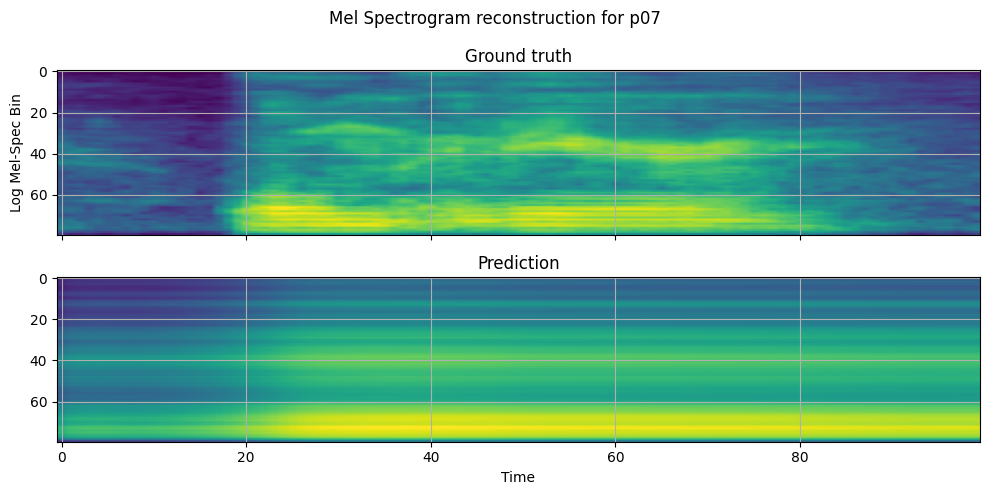 Mel Spectrogram reconstruction for p07
Ground truth
0
20
40
60
Log Mel-Spec Bin
Prediction
0
20
40
60
0 20 40 60 80
Time